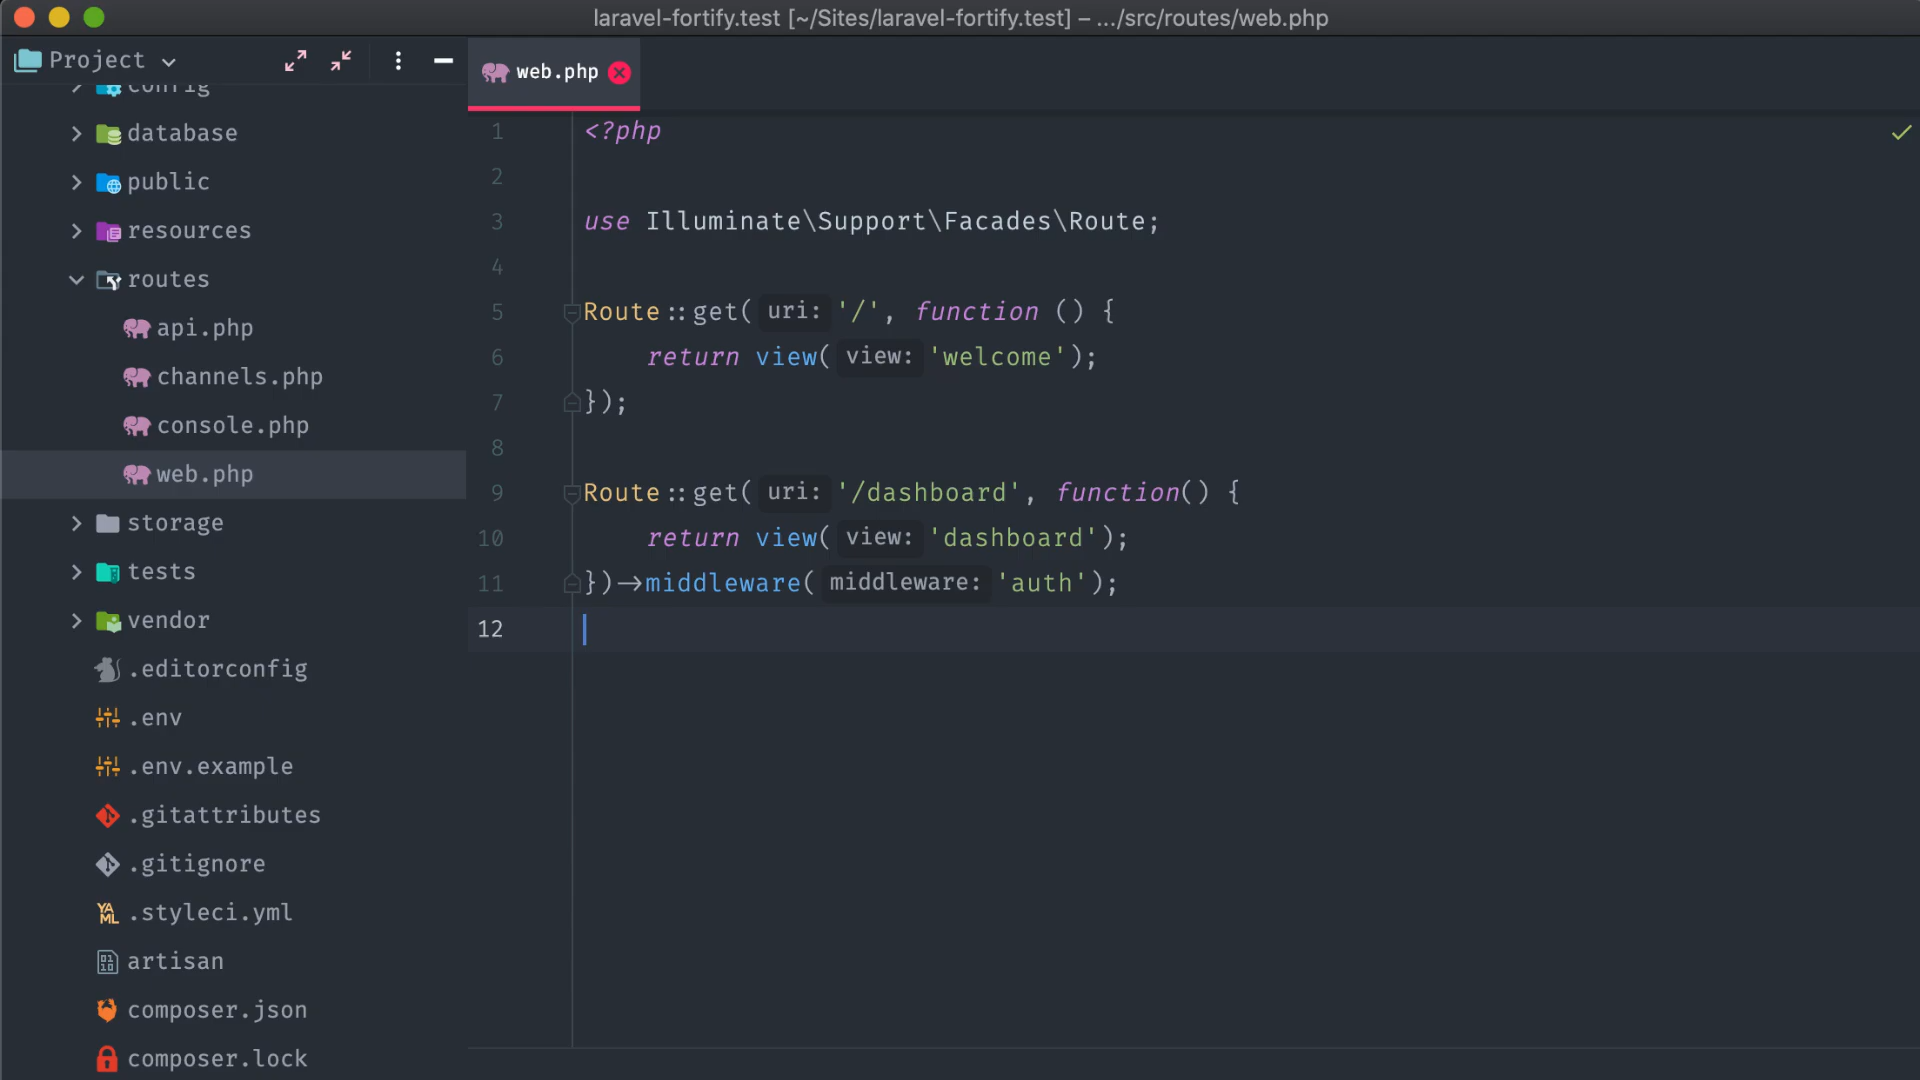 laravel-fortify.test [~/Sites/laravel-fortify.test] – .../src/routes/web.php
Project
config
database
public
resources
routes
api.php
channels.php
console.php
web.php
storage
tests
vendor
.editorconfig
.env
.env.example
.gitattributes
.gitignore
YAML .styleci.yml
artisan
composer.json
composer.lock
web.php
1 <?php
2
3 use Illuminate\Support\Facades\Route;
4
5 Route::get( uri: '/', function () {
6 return view( view: 'welcome');
7 });
8
9 Route::get( uri: '/dashboard', function() {
10 return view( view: 'dashboard');
11 })->middleware( middleware: 'auth');
12